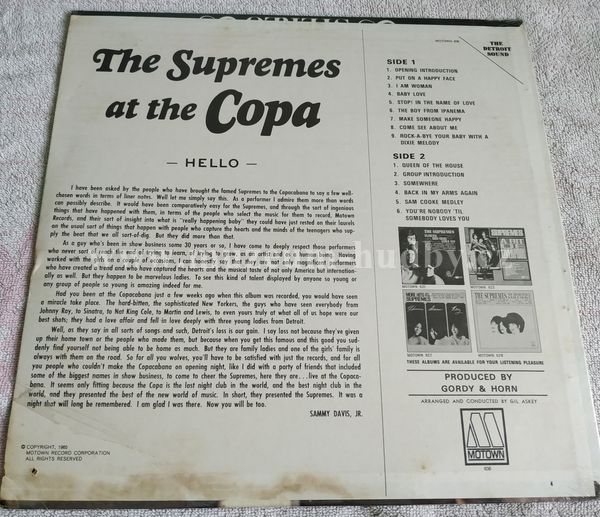 MOTOWN 636
THE
DETROIT
SOUND
The Supremes
at the Copa
— HELLO —
I have been asked by the people who have brought the famed Supremes to the Copacabana to say a few well-
chosen words in terms of liner notes. Well let me simply say this. As a performer I admire them more than words
can possibly describe. It would have been comparatively easy for the Supremes, and through the sort of ingenious
things that have happened with them, in terms of the people who select the music for them to record, Motown
Records, and their sort of insight into what is "really happening baby" they could have just rested on their laurels
on the usual sort of things that happen with people who capture the hearts and the minds of the teenagers who sup-
ply the beat that we all sort-of-dig. But they did more than that.
As a guy who's been in show business some 30 years or so, I have come to deeply respect those performers
who never sort of
to learn,
Having
worked with the
occasions, I can honestly say that they are not only magnificent performers
who have created a trend and who have captured the hearts and the musical taste of not only America but internation-
ally as well. But they happen to be marvelous ladies. To see this kind of talent displayed by anyone so young or
any group of people so young is amazing indeed for me.
Had you been at the Copacabana just a few weeks ago when this album was recorded, you would have seen
a miracle take place. The hard-bitten, the sophisticated New Yorkers, the guys who have seen everybody from
Johnny Ray, to Sinatra, to Nat King Cole, to Martin and Lewis, to even yours truly at what all of us hope were our
best shots; they had a love affair and fell in love deeply with three young ladies from Detroit.
Well, as they say in all sorts of songs and such, Detroit's loss is our gain. I say loss not because they've given
up their home town or the people who made them, but because when you get this famous and this good you sud-
denly find yourself not being able to be home as much. But they are family ladies and one of the girls' family is
always with them on the road. So for all you wolves, you'll have to be satisfied with just the records, and for all
you people who couldn't make the Copacabana an opening night, like I did with a party of friends that included
some of the biggest names in show business, to come to cheer the Supremes, here they are . . . live at the Copaca-
bana. It seems only fitting because the Copa is the last night club in the world, and the best night club in the
world, and they presented the best of the new world of music. In short, they presented the Supremes. It was a
night that will long be remembered. I am glad I was there. Now you will be too.
SAMMY DAVIS, JR.
© COPYRIGHT, 1965
MOTOWN RECORD CORPORATION
ALL RIGHTS RESERVED
SIDE 1
1. OPENING INTRODUCTION
2. PUT ON A HAPPY FACE
3. I AM WOMAN
4. BABY LOVE
5. STOP! IN THE NAME OF LOVE
6. THE BOY FROM IPANEMA
7. MAKE SOMEONE HAPPY
8. COME SEE ABOUT ME
9. ROCK-A-BYE YOUR BABY WITH A
DIXIE MELODY
SIDE 2
1. QUEEN OF THE HOUSE
2. GROUP INTRODUCTION
3. SOMEWHERE
4. BACK IN MY ARMS AGAIN
5. SAM COOKE MEDLEY
6. YOU'RE NOBODY 'TIL
SOMEBODY LOVES YOU
THE SUPREMES
SUPREMES
MOTOWN 621
MOTOWN 623
SUPREMES
THE SUPREMES
MOTOWN 627
MOTOWN 629
THESE ALBUMS ARE AVAILABLE FOR YOUR LISTENING PLEASURE
PRODUCED BY
GORDY & HORN
ARRANGED AND CONDUCTED BY GIL ASKEY
M
MOTOWN
636
4